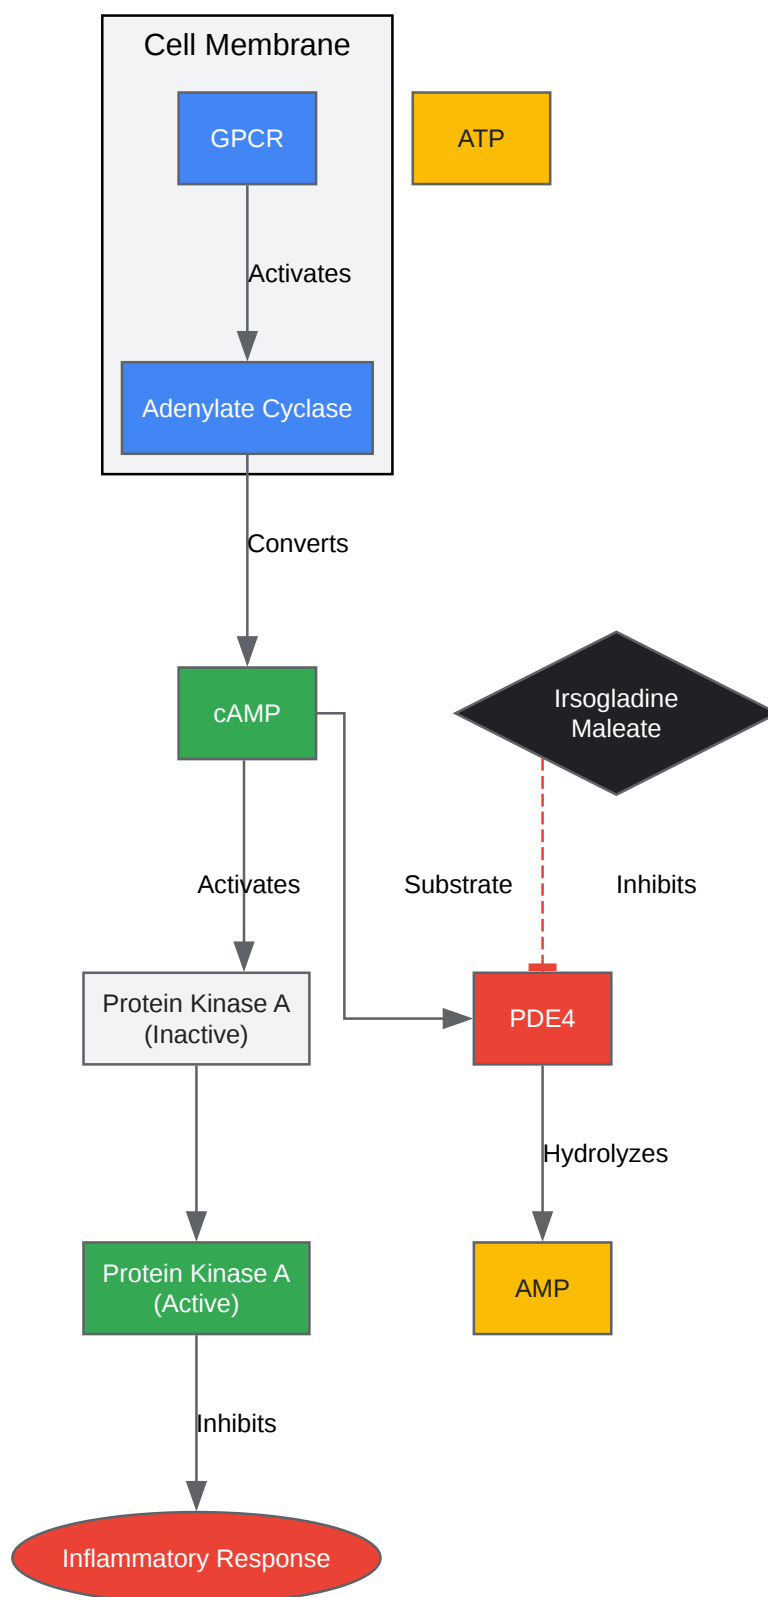 Cell Membrane
GPCR
ATP
Activates
Adenylate Cyclase
Converts
cAMP
Irsogladine
Maleate
Activates
Substrate
Inhibits
Protein Kinase A
(Inactive)
PDE4
Hydrolyzes
Protein Kinase A
(Active)
AMP
Inhibits
Inflammatory Response